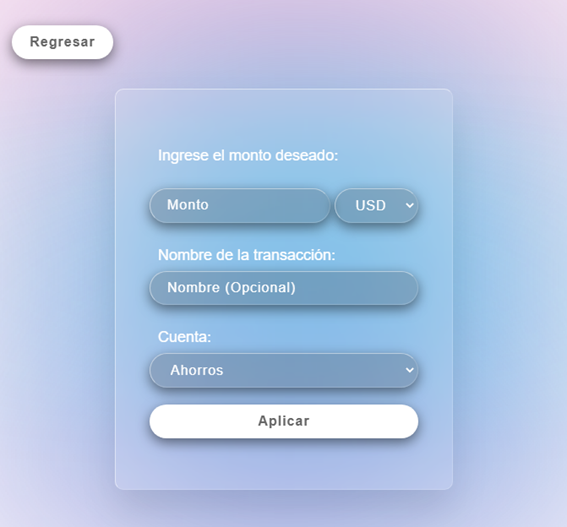 Regresar
Ingrese el monto deseado:
Monto USD
Nombre de la transacción:
Nombre (Opcional)
Cuenta:
Ahorros
Aplicar